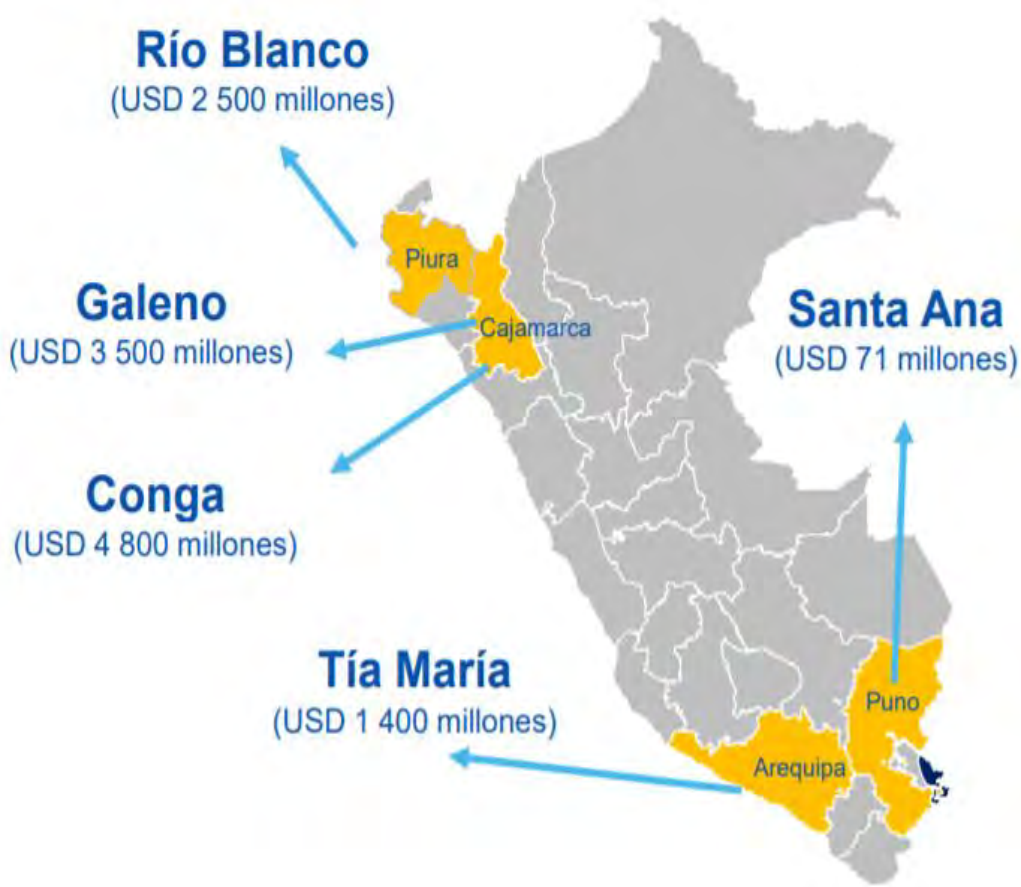 Río Blanco
(USD 2 500 millones)
Piura
Galeno
(USD 3 500 millones)
Cajamarca
Santa Ana
(USD 71 millones)
Conga
(USD 4 800 millones)
Tía María
(USD 1 400 millones)
Puno
Arequipa